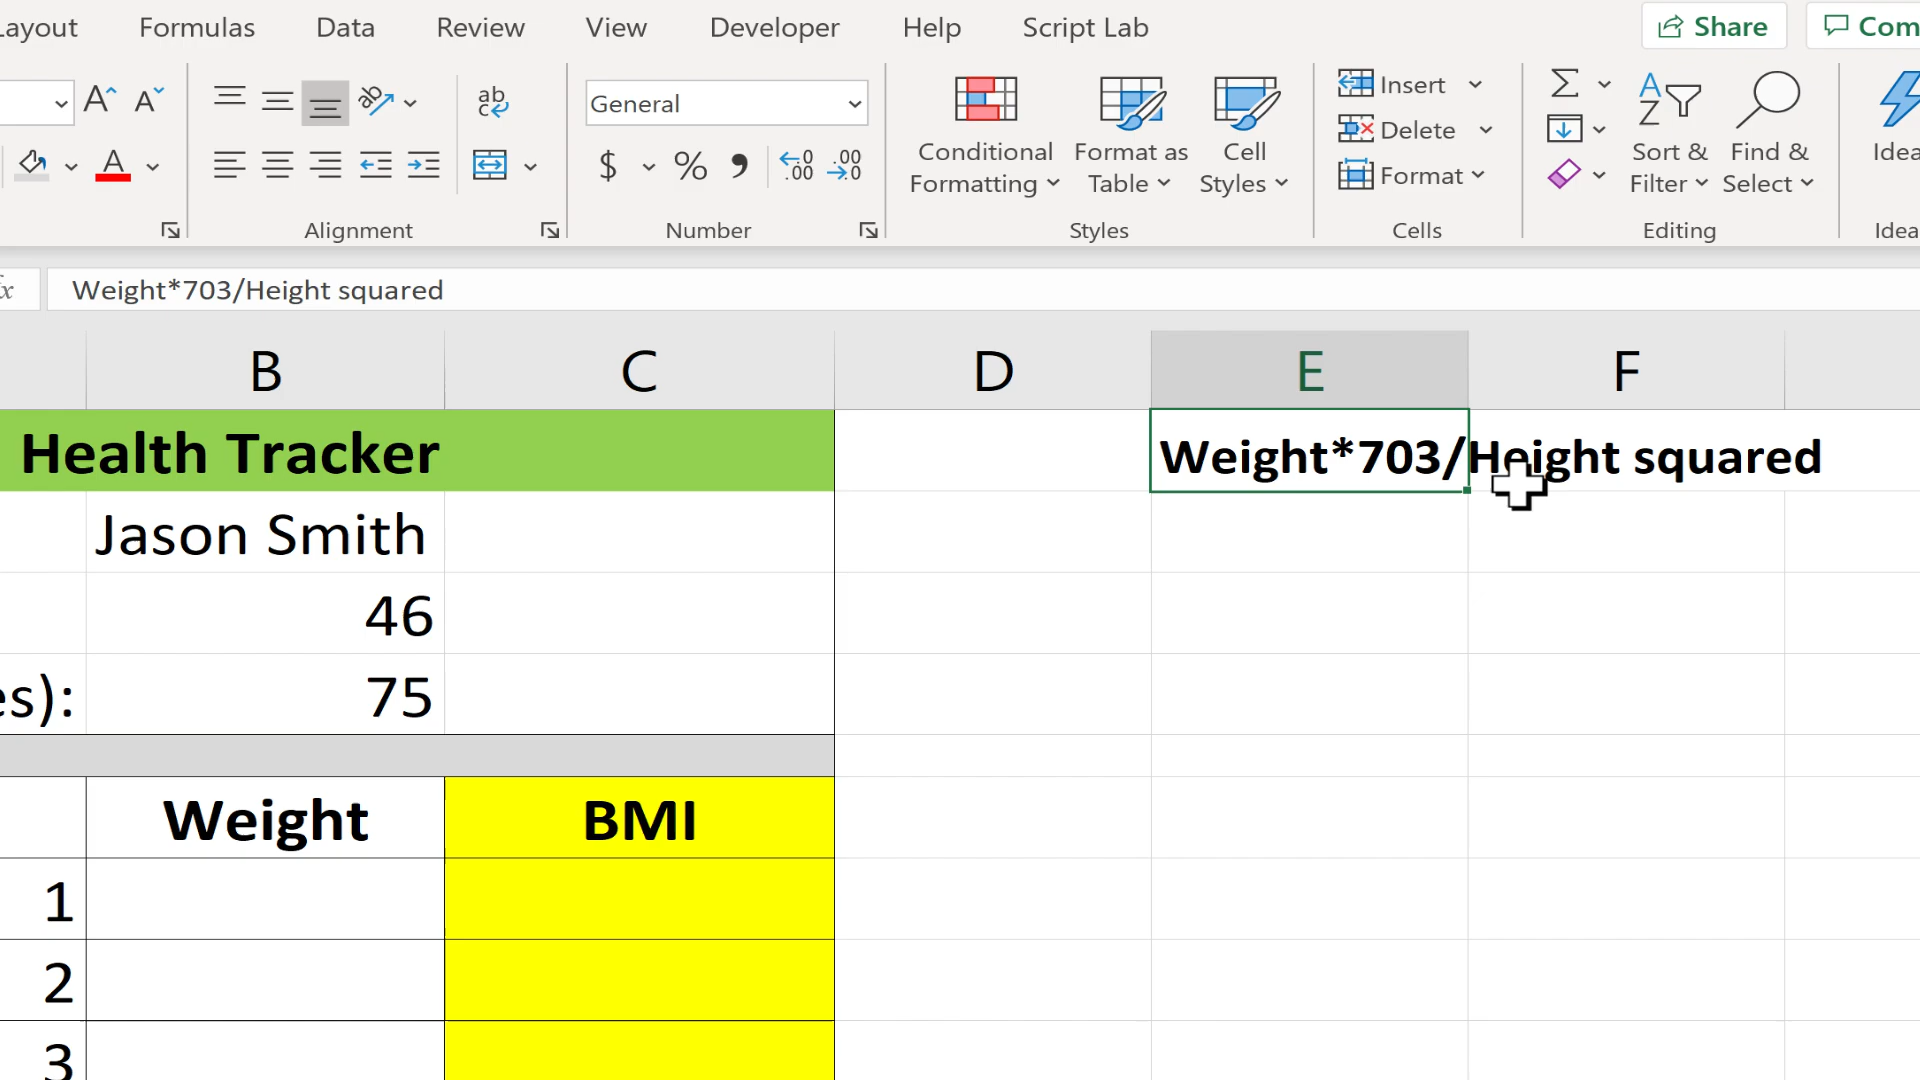 Layout Formulas Data Review View Developer Help Script Lab Share Com
General
Conditional Formatting
Format as Table
Cell Styles
Insert
Delete
Format
Sort & Filter
Find & Select
Idea
Alignment Number Styles Cells Editing Idea
fx Weight*703/Height squared
B C D E F
Health Tracker Weight*703/Height squared
Jason Smith
46
es): 75
Weight BMI
1
2
3